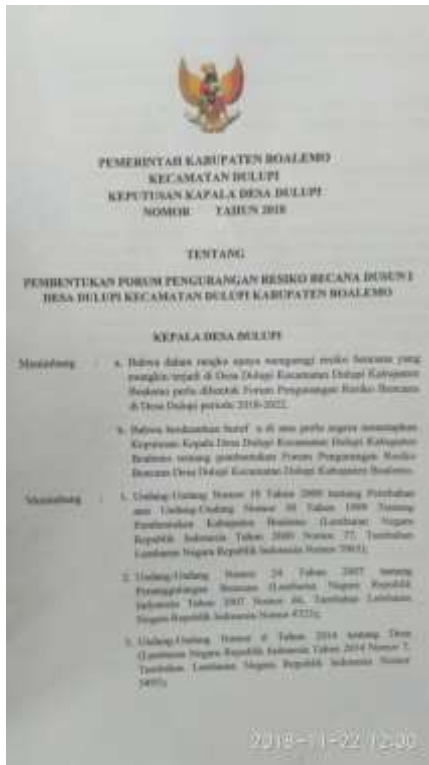 PEMERINTAH KABUPATEN BOALEMO
KECAMATAN DULUPI
KEPUTUSAN KAPALA DESA DULUPI
NOMOR TAHUN 2018
TENTANG
PEMBENTUKAN FORUM PENGURANGAN RESIKO BECANA DUSUN I
DESA DULUPI KECAMATAN DULUPI KABUPATEN BOALEMO
KEPALA DESA DULUPI
Menimbang : a. Bahwa dalam rangka upaya mengurangi resiko bencana yang
mungkin terjadi di Desa Dulupi Kecamatan Dulupi Kabupaten
Boalemo perlu dibentuk Forum Pengurangan Resiko Bencana
di Desa Dulupi periode 2018-2022.
b. Bahwa berdasarkan huruf a di atas perlu segera menetapkan
Keputusan Kepala Desa Dulupi Kecamatan Dulupi Kabupaten
Boalemo tentang pembentukan Forum Pengurangan Resiko
Bencana Desa Dulupi Kecamatan Dulupi Kabupaten Boalemo.
: 1. Undang-Undang Nomor 10 Tahun 2000 tentang Perubahan
atas Undang-Undang Nomor 50 Tahun 1999 Tentang
Pembentukan Kabupaten Boalemo (Lembaran Negara
Republik Indonesia Tahun 2000 Nomor 77, Tambahan
Lembaran Negara Republik Indonesia Nomor
2. Undang-Undang Nomor 24 Tahun 2007 tentang
Penanggulangan Bencana (Lembaran Negara Republik
Indonesia Tahun 2007 Nomor 66, Tambahan Lembaran
Negara Republik Indonesia Nomor 4723);
3. Undang-Undang Nomor 6 Tahun 2014 tentang Desa
(Lembaran Negara Republik Indonesia Tahun 2014 Nomor 7,
Tambahan Lembaran Negara Republik Indonesia Nomor
5495);
2018-11-22 12:00